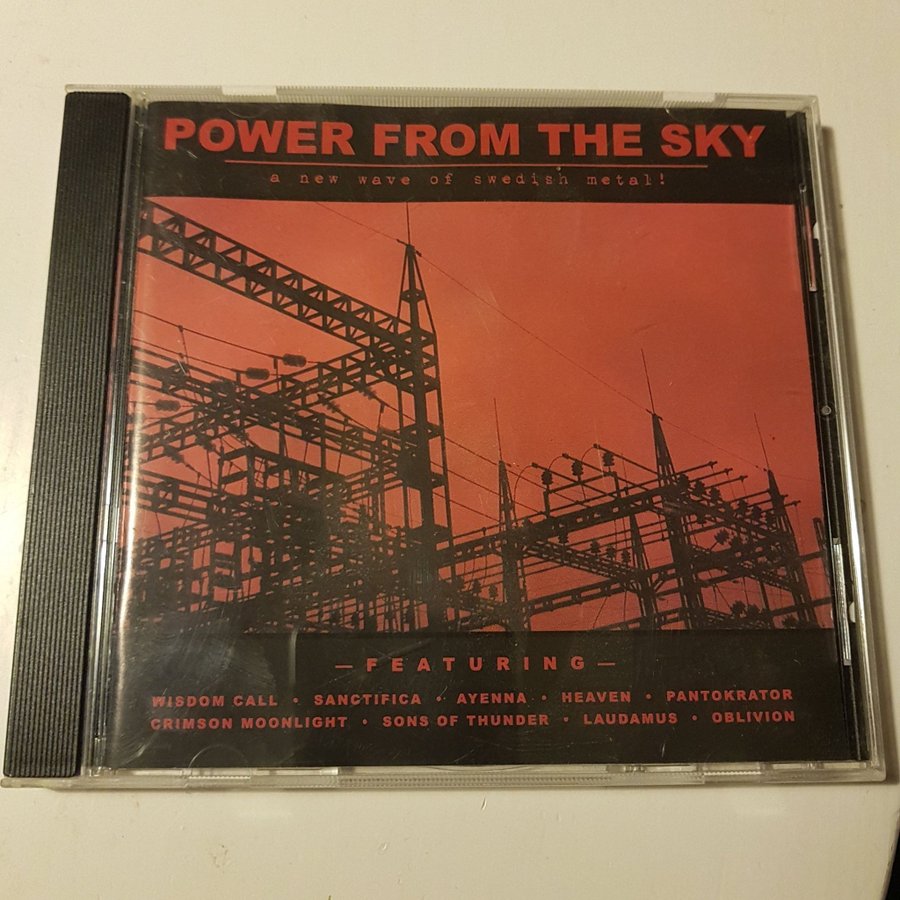 POWER FROM THE SKY
a new wave of swedish metal!
— FEATURING —
WISDOM CALL • SANCTIFICA • AYENNA • HEAVEN • PANTOKRATOR
CRIMSON MOONLIGHT • SONS OF THUNDER • LAUDAMUS • OBLIVION